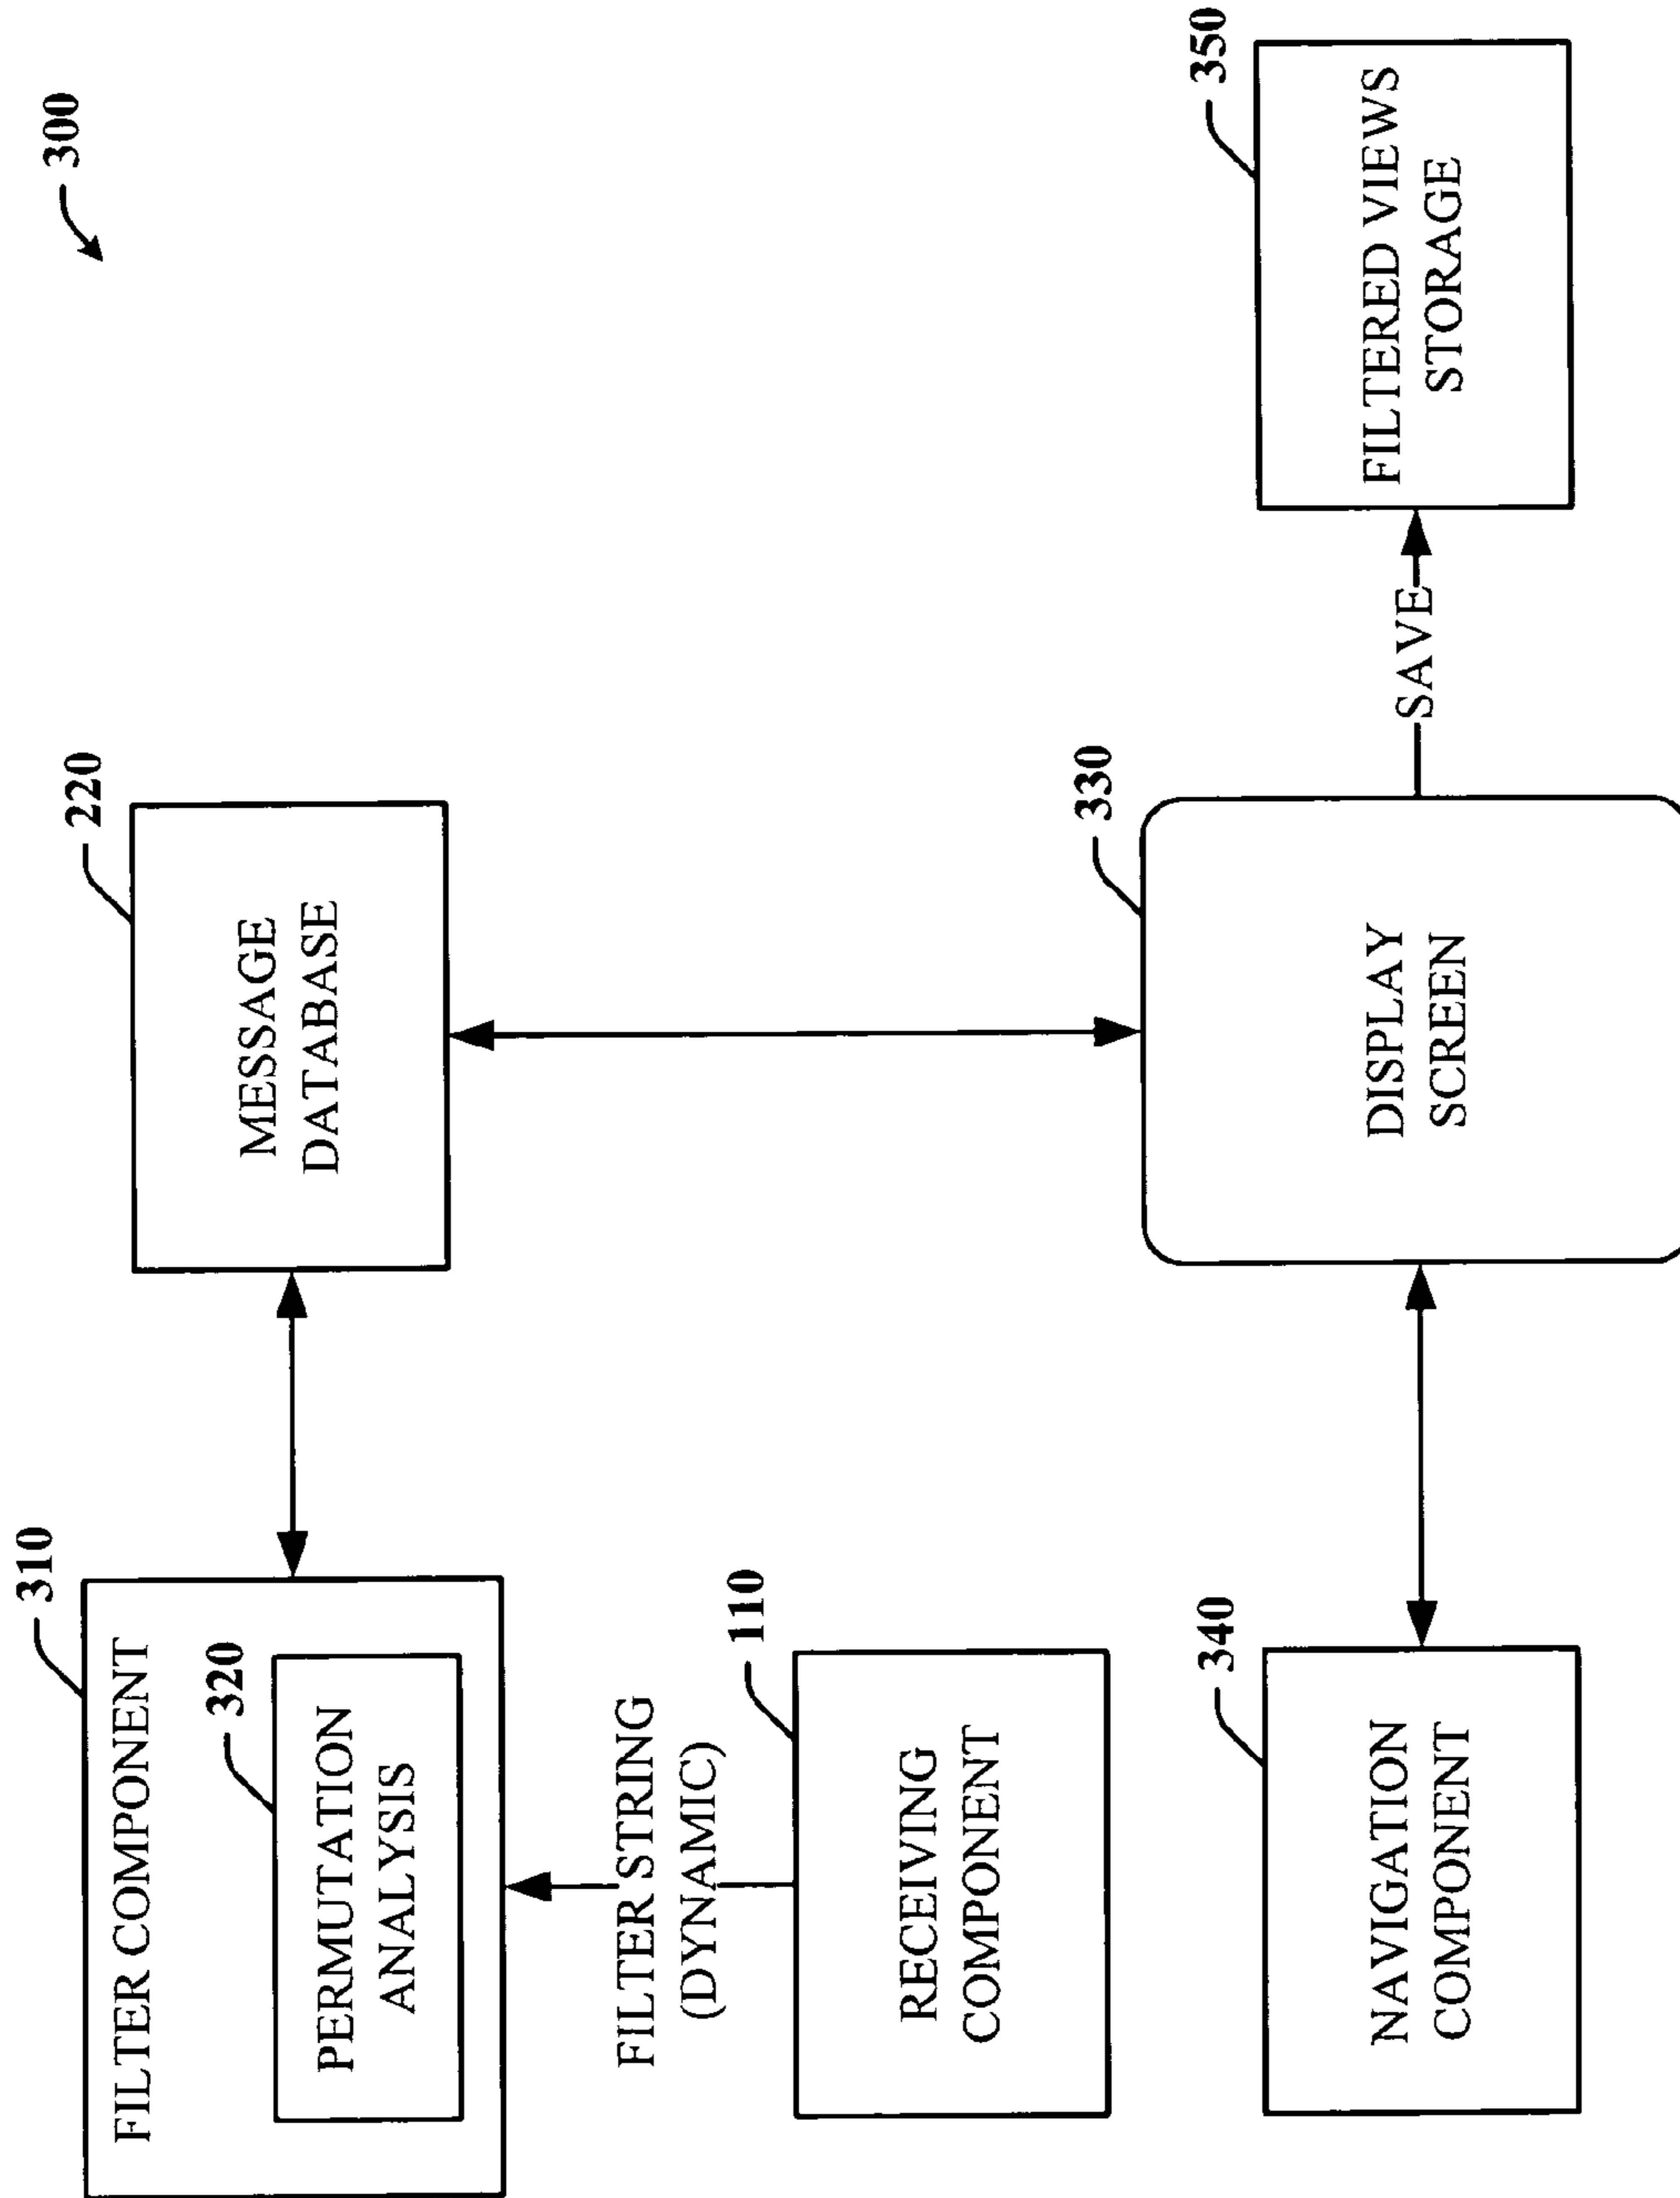 300
310
FILTER COMPONENT
320
PERMUTATION
ANALYSIS
220
MESSAGE
DATABASE
FILTER STRING
(DYNAMIC)
110
RECEIVING
COMPONENT
330
DISPLAY
SCREEN
340
NAVIGATION
COMPONENT
SAVE
350
FILTERED VIEWS
STORAGE